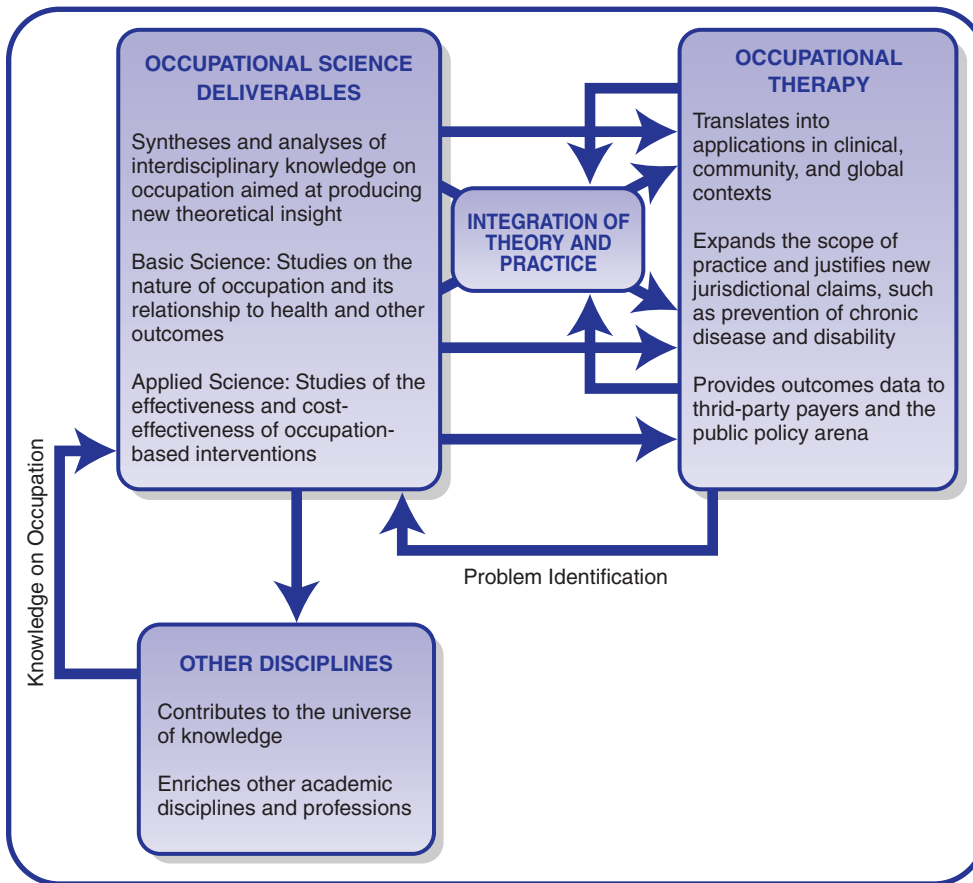 OCCUPATIONAL SCIENCE
DELIVERABLES
Syntheses and analyses of
interdisciplinary knowledge on
occupation aimed at producing
new theoretical insight
Basic Science: Studies on the
nature of occupation and its
relationship to health and other
outcomes
Applied Science: Studies of the
effectiveness and cost-
effectiveness of occupation-
based interventions
INTEGRATION OF
THEORY AND
PRACTICE
OCCUPATIONAL
THERAPY
Translates into
applications in clinical,
community, and global
contexts
Expands the scope of
practice and justifies new
jurisdictional claims, such
as prevention of chronic
disease and disability
Provides outcomes data to
thrid-party payers and the
public policy arena
Problem Identification
Knowledge on Occupation
OTHER DISCIPLINES
Contributes to the universe
of knowledge
Enriches other academic
disciplines and professions